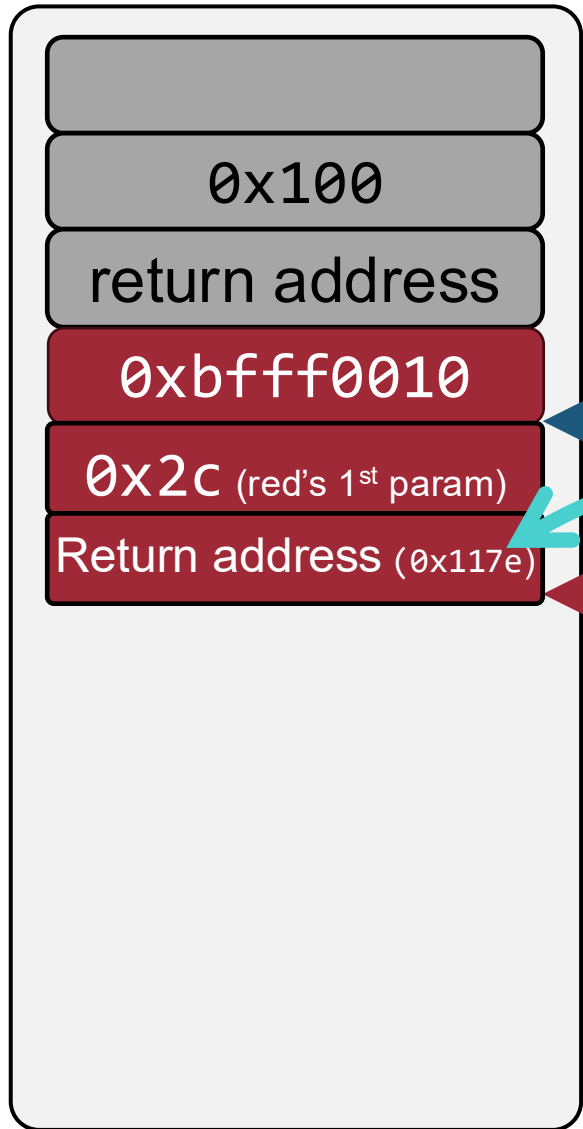 0x100
return address
0xbfff0010
0x2c (red’s 1st param)
Return address (0x117e)